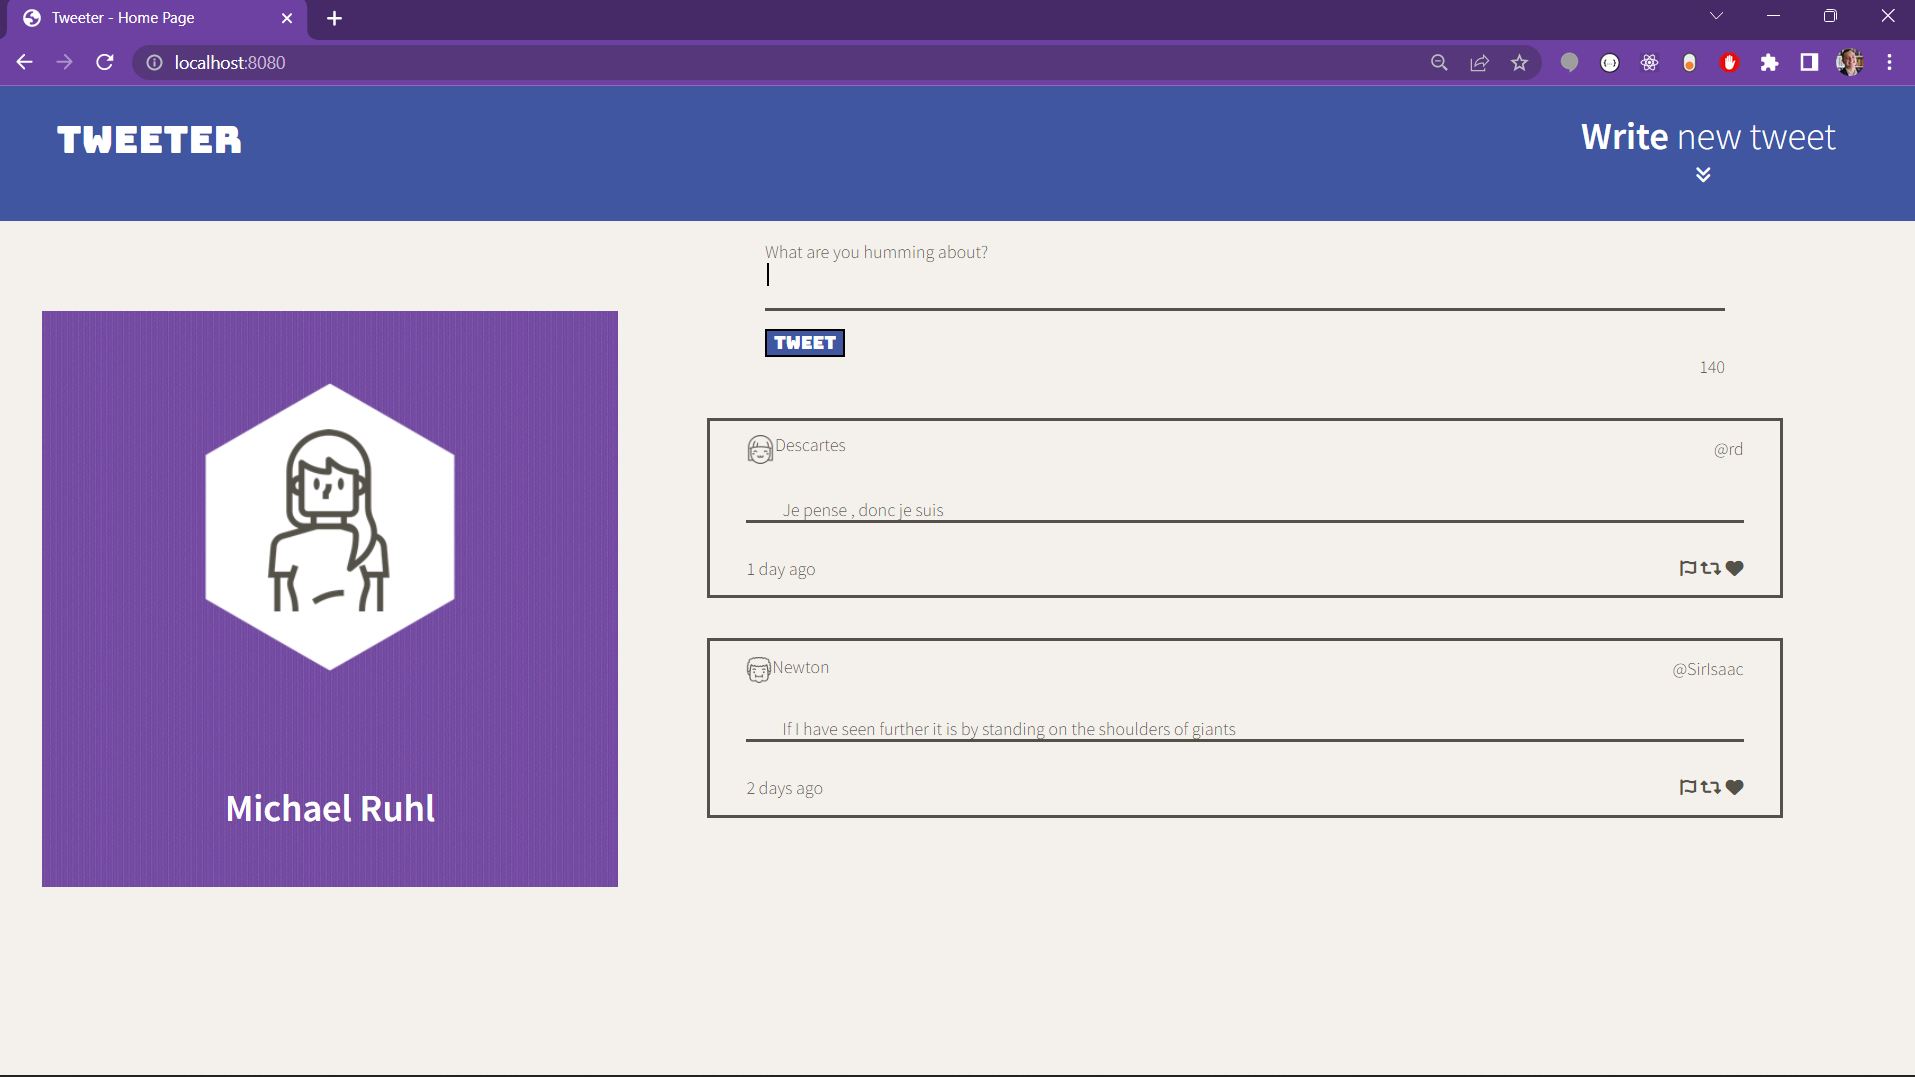 Tweeter - Home Page
localhost:8080
TWEETER
Write new tweet
What are you humming about?
TWEET
140
Michael Ruhl
Descartes
@rd
Je pense , donc je suis
1 day ago
Newton
@SirIsaac
If I have seen further it is by standing on the shoulders of giants
2 days ago